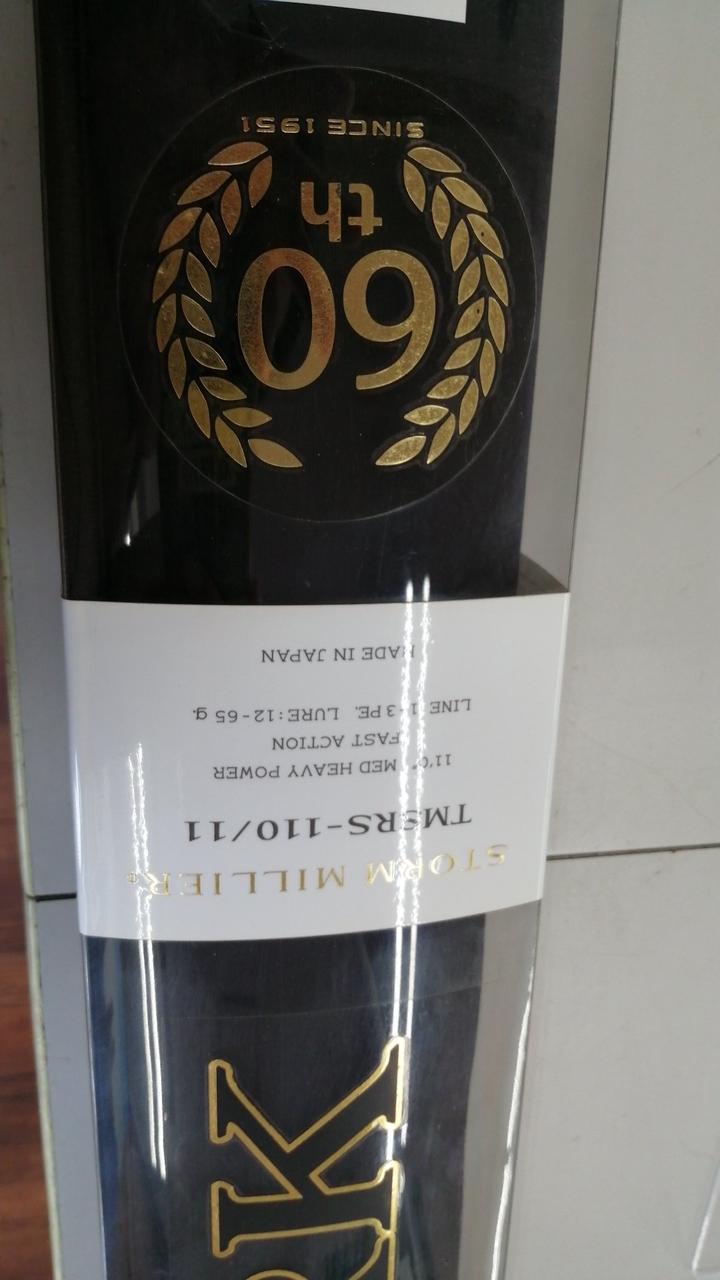 STORM MILLIER®
TMSRS-110/11
11'0" MED HEAVY POWER
FAST ACTION
LINE:1-3 PE. LURE:12-65 g.
MADE IN JAPAN
60
th
SINCE 1951
RK